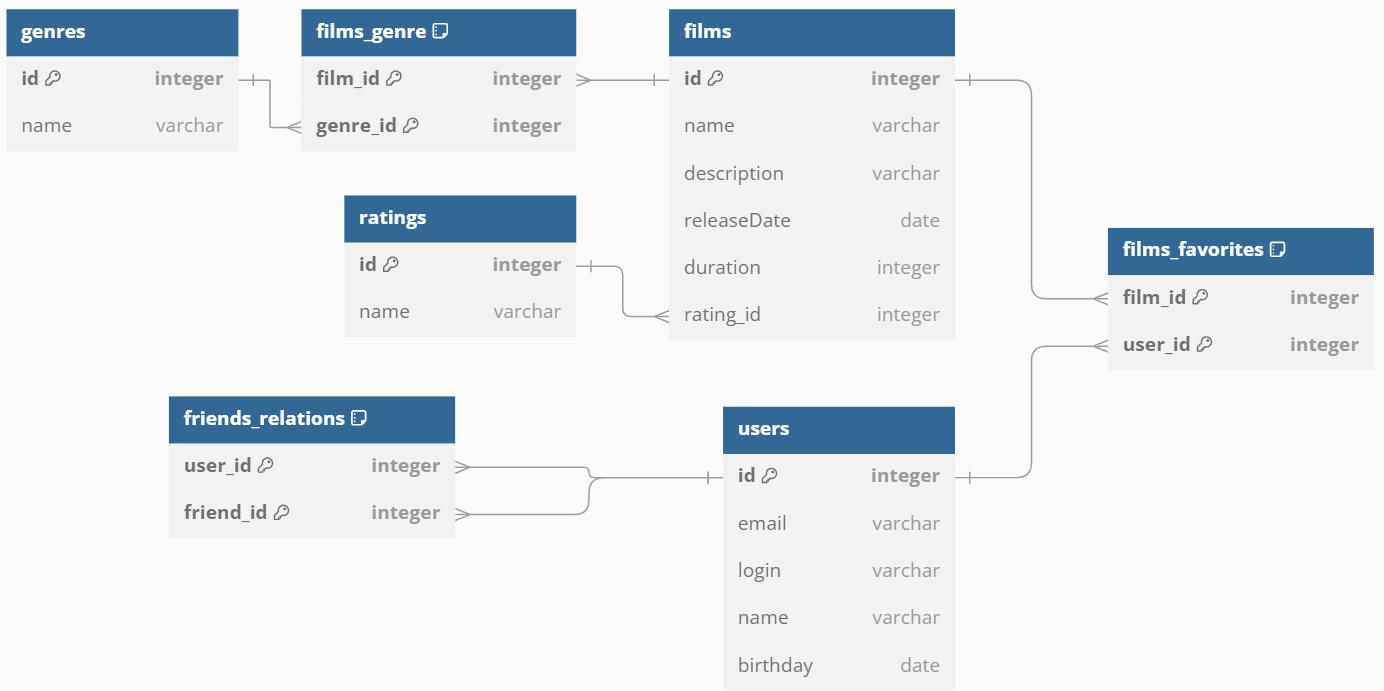 genres
id integer
name varchar
films_genre
film_id integer
genre_id integer
films
id integer
name varchar
description varchar
releaseDate date
duration integer
rating_id integer
ratings
id integer
name varchar
films_favorites
film_id integer
user_id integer
friends_relations
user_id integer
friend_id integer
users
id integer
email varchar
login varchar
name varchar
birthday date